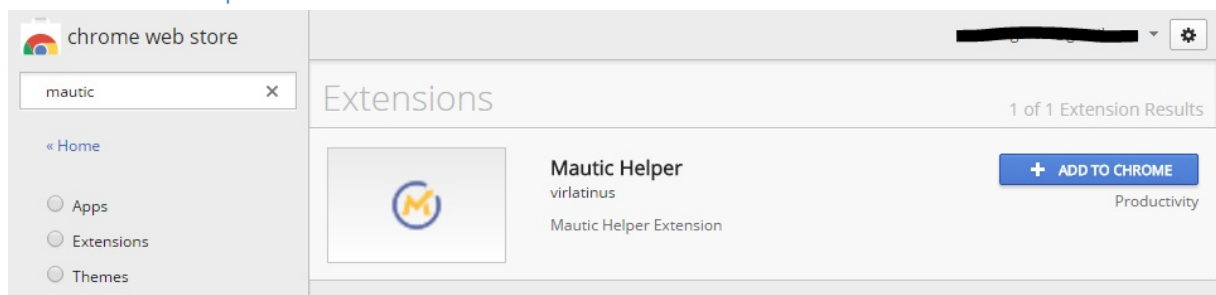 chrome web store
mautic
« Home
Apps
Extensions
Themes
Extensions
1 of 1 Extension Results
Mautic Helper
virlatinus
Mautic Helper Extension
ADD TO CHROME
Productivity